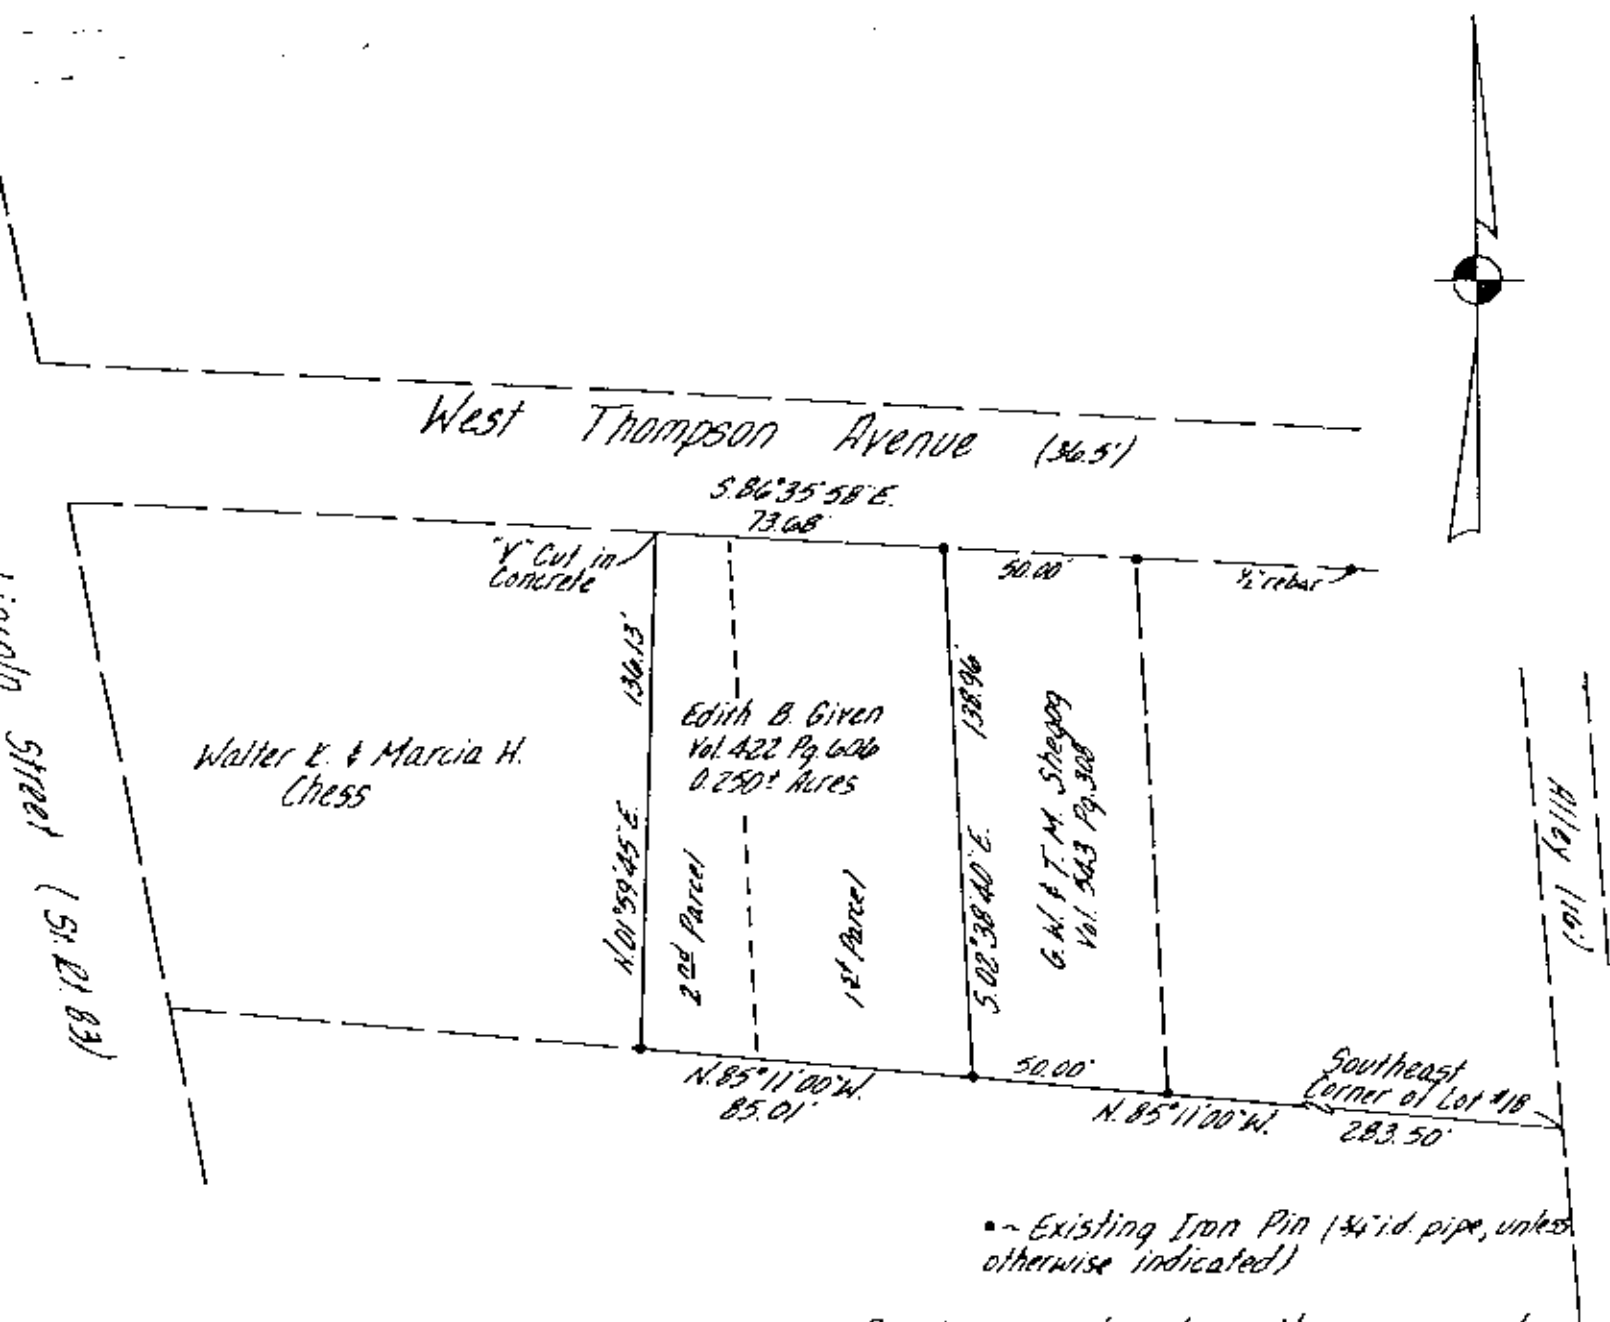 West Thompson Avenue (36.5')
S.86°35'58"E.
73.68'
"V" Cut in
Concrete
50.00'
½" rebar
136.13'
N.01°59'45"E.
Walter K. & Marcia H.
Chess
Edith B. Given
Vol. 422 Pg. 606
0.250± Acres
2nd Parcel
1st Parcel
138.96'
S.02°38'40"E.
G.W. & T.M. Shegog
Vol. 543 Pg. 308
Alley (16')
Street (St. Rt. 83)
N.85°11'00"W.
85.01'
50.00'
N.85°11'00"W.
Southeast
Corner of Lot #18
283.50'
•~ Existing Iron Pin (¾" i.d. pipe, unless
otherwise indicated)